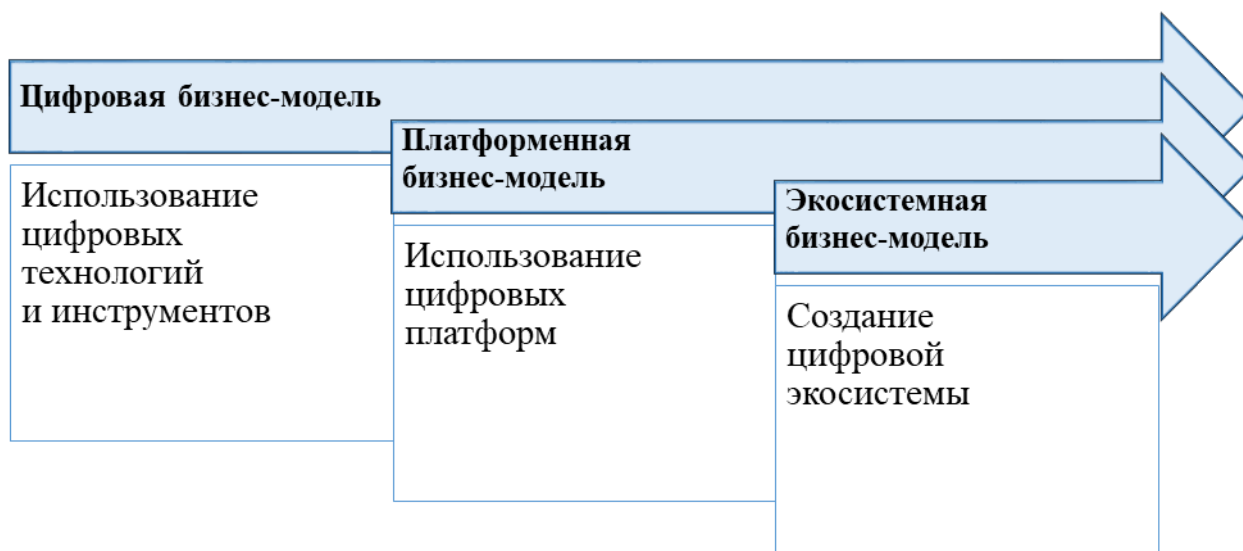 Цифровая бизнес-модель
Использование
цифровых
технологий
и инструментов
Платформенная
бизнес-модель
Использование
цифровых
платформ
Экосистемная
бизнес-модель
Создание
цифровой
экосистемы